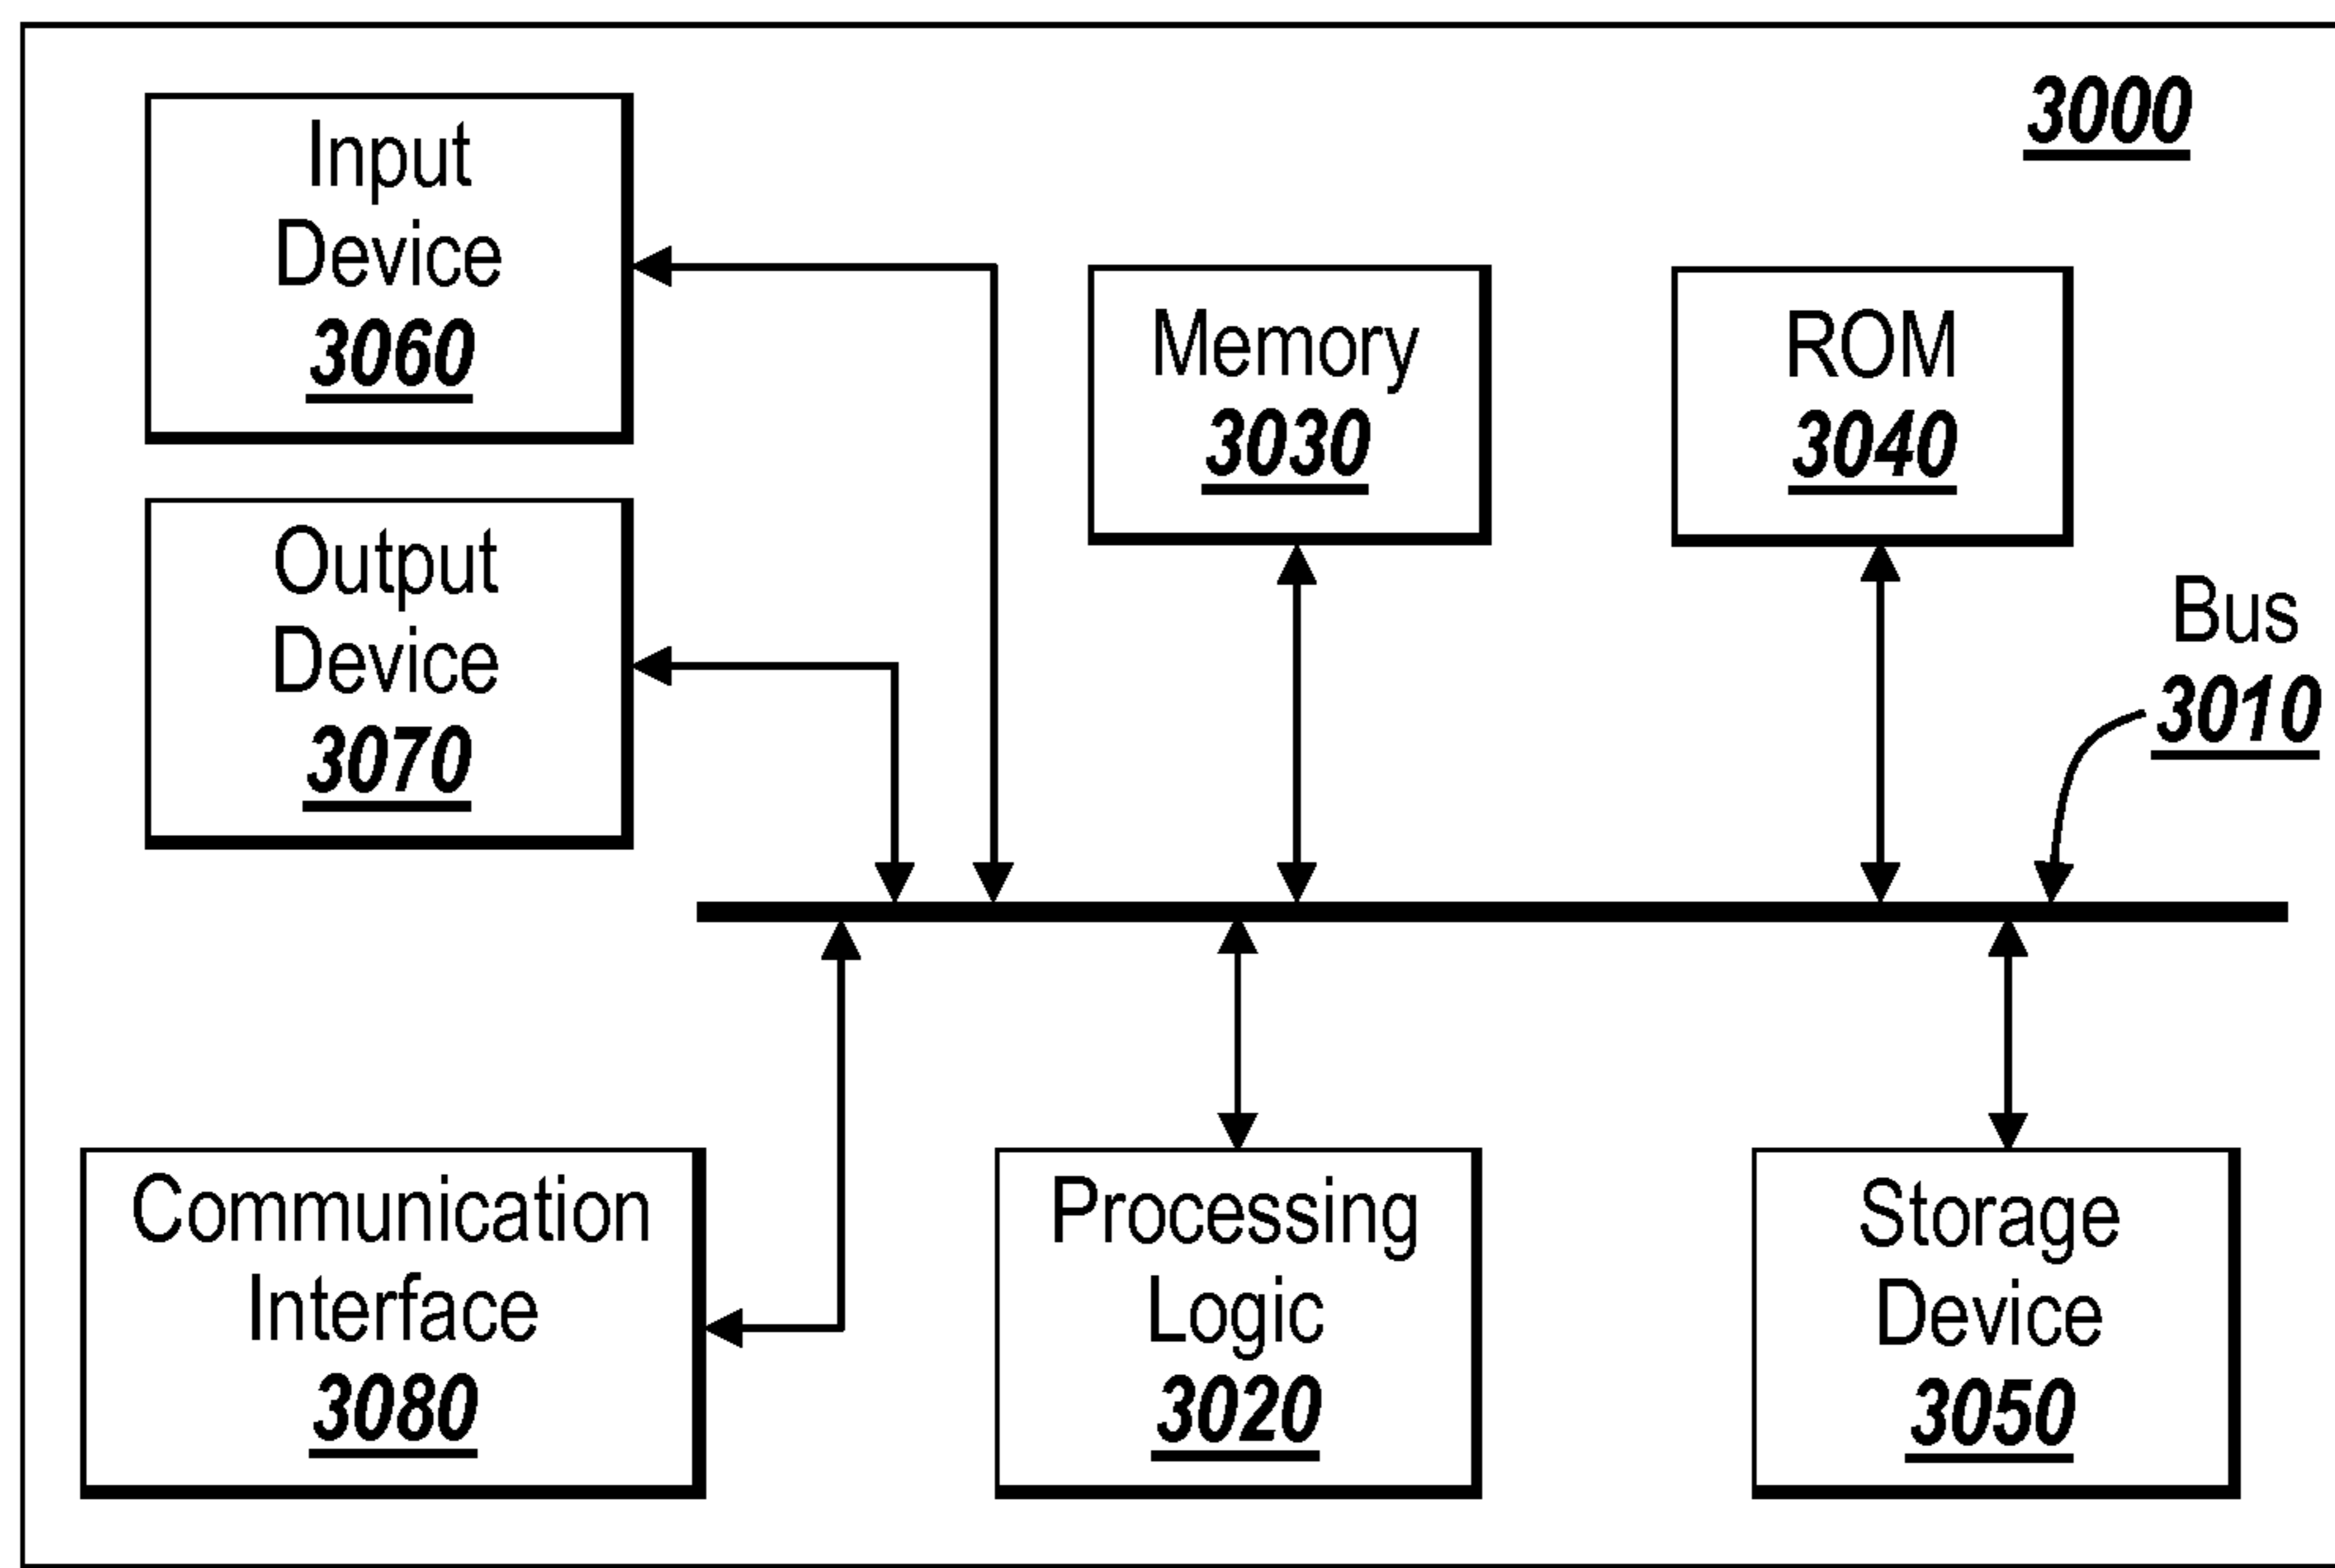 3000
Input
Device
3060
Memory
3030
ROM
3040
Output
Device
3070
Bus
3010
Communication
Interface
3080
Processing
Logic
3020
Storage
Device
3050